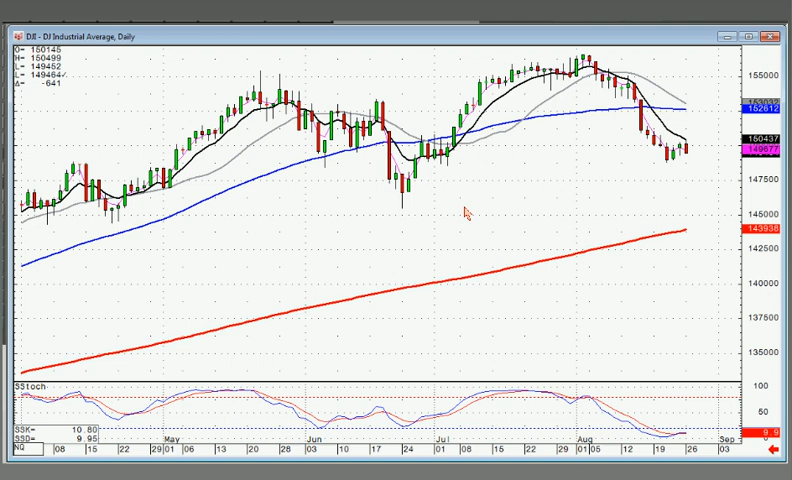 DJI - DJ Industrial Average, Daily
O= 150145
H= 150499
L= 149452
L= 149464
Δ= -641
155000
152612
150437
149677
147500
145000
143938
142500
140000
137500
135000
SStoch
100
50
SSK= 10.80
SSD= 9.95
9.9
NQ
May Jun Jul Aug Sep
08 15 22 29 01 06 13 20 28 03 10 17 24 01 08 15 22 29 01 05 12 19 26 03